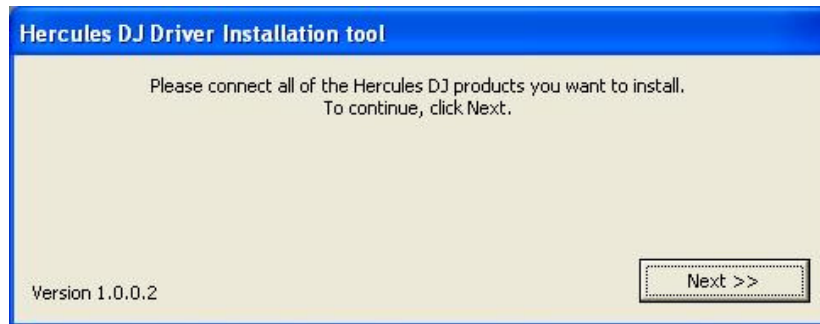 Hercules DJ Driver Installation tool
Please connect all of the Hercules DJ products you want to install.
To continue, click Next.
Next >>
Version 1.0.0.2